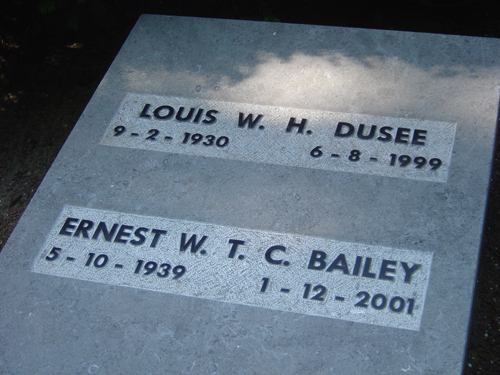 LOUIS W. H. DUSEE
9-2-1930 6-8-1999
ERNEST W. T. C. BAILEY
5-10-1939 1-12-2001